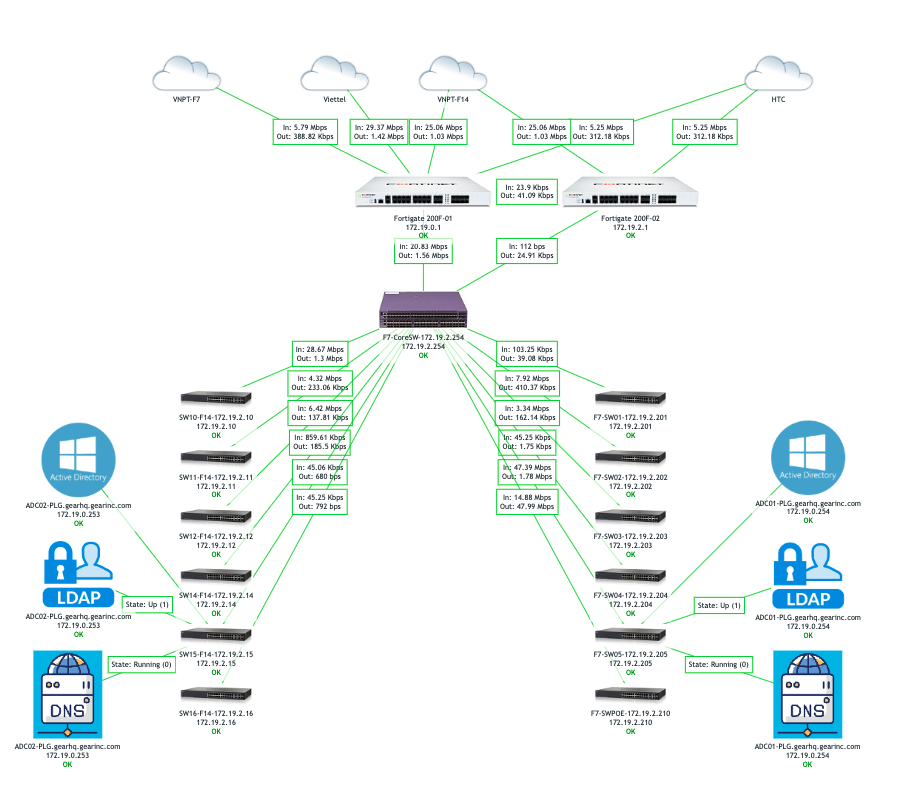 VNPT-F7
Viettel
VNPT-F14
HTC
In: 5.79 Mbps
Out: 388.82 Kbps
In: 29.37 Mbps
Out: 1.42 Mbps
In: 25.06 Mbps
Out: 1.03 Mbps
In: 25.06 Mbps
Out: 1.03 Mbps
In: 5.25 Mbps
Out: 312.18 Kbps
In: 5.25 Mbps
Out: 312.18 Kbps
FORTINET
FORTINET
In: 23.9 Kbps
Out: 41.09 Kbps
Fortigate 200F-01
172.19.0.1
OK
Fortigate 200F-02
172.19.2.1
OK
In: 20.83 Mbps
Out: 1.56 Mbps
In: 112 bps
Out: 24.91 Kbps
F7-CoreSW-172.19.2.254
172.19.2.254
OK
In: 28.67 Mbps
Out: 1.3 Mbps
In: 103.25 Kbps
Out: 39.08 Kbps
In: 4.32 Mbps
Out: 233.06 Kbps
In: 7.92 Mbps
Out: 410.37 Kbps
In: 6.42 Mbps
Out: 137.81 Kbps
In: 3.34 Mbps
Out: 162.14 Kbps
In: 859.61 Kbps
Out: 185.5 Kbps
In: 45.25 Kbps
Out: 1.75 Kbps
In: 45.06 Kbps
Out: 680 bps
In: 47.39 Mbps
Out: 1.78 Mbps
In: 45.25 Kbps
Out: 792 bps
In: 14.88 Mbps
Out: 47.99 Mbps
SW10-F14-172.19.2.10
172.19.2.10
OK
F7-SW01-172.19.2.201
172.19.2.201
OK
SW11-F14-172.19.2.11
172.19.2.11
OK
F7-SW02-172.19.2.202
172.19.2.202
OK
Active Directory
ADC02-PLG.gearhq.gearinc.com
172.19.0.253
OK
Active Directory
ADC01-PLG.gearhq.gearinc.com
172.19.0.254
OK
SW12-F14-172.19.2.12
172.19.2.12
OK
F7-SW03-172.19.2.203
172.19.2.203
OK
SW14-F14-172.19.2.14
172.19.2.14
OK
F7-SW04-172.19.2.204
172.19.2.204
OK
LDAP
ADC02-PLG.gearhq.gearinc.com
172.19.0.253
OK
State: Up (1)
State: Up (1)
LDAP
ADC01-PLG.gearhq.gearinc.com
172.19.0.254
OK
SW15-F14-172.19.2.15
172.19.2.15
OK
F7-SW05-172.19.2.205
172.19.2.205
OK
State: Running (0)
State: Running (0)
SW16-F14-172.19.2.16
172.19.2.16
OK
F7-SWPOE-172.19.2.210
172.19.2.210
OK
DNS
ADC02-PLG.gearhq.gearinc.com
172.19.0.253
OK
DNS
ADC01-PLG.gearhq.gearinc.com
172.19.0.254
OK